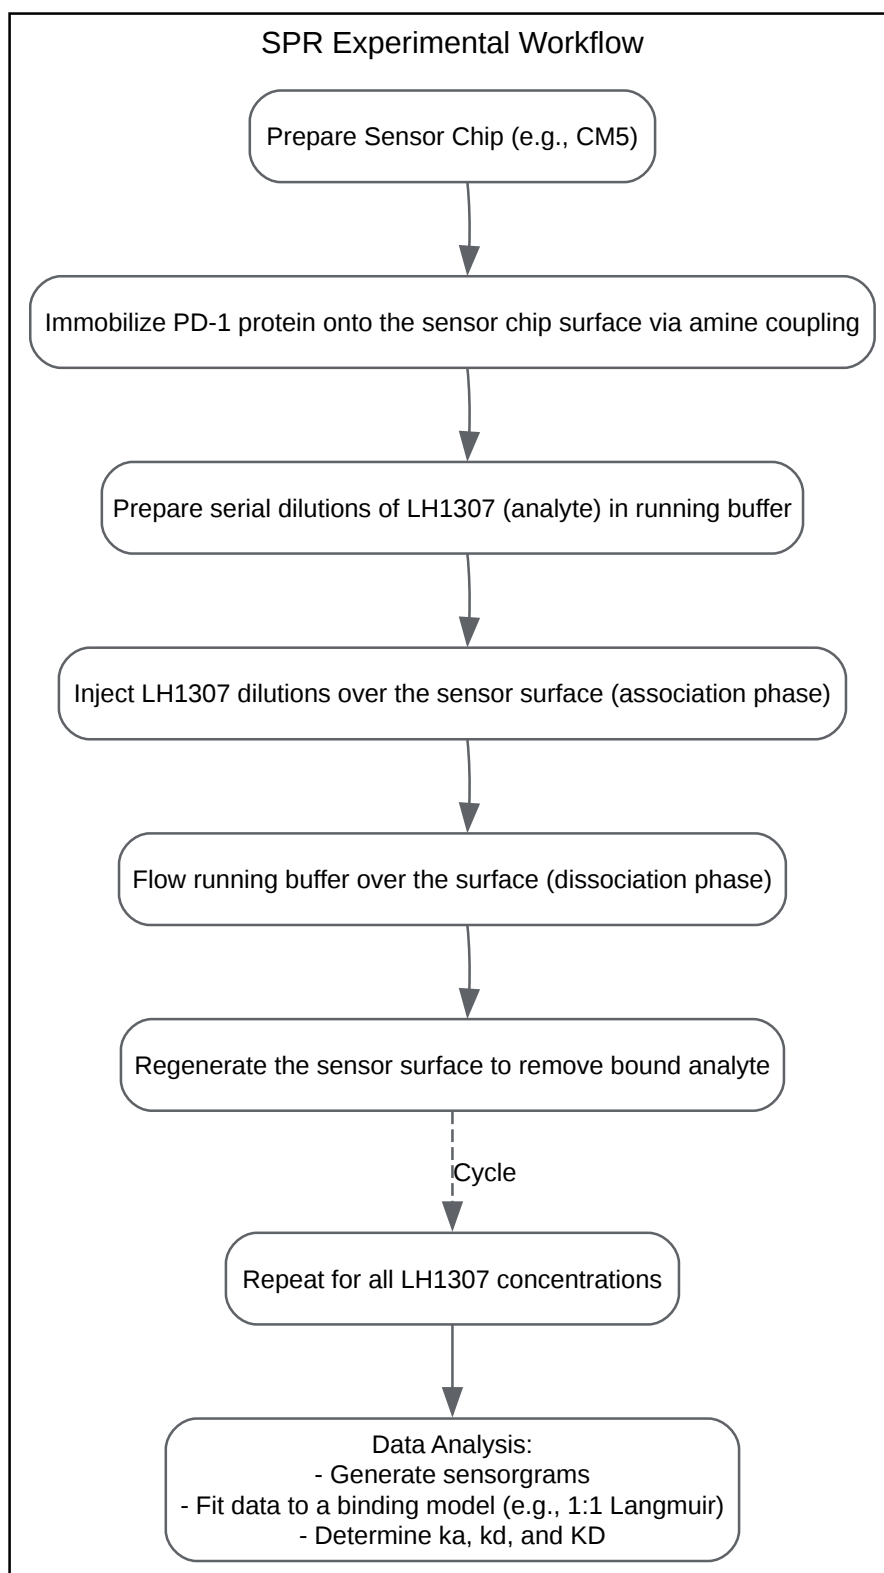 SPR Experimental Workflow
Prepare Sensor Chip (e.g., CM5)
Immobilize PD-1 protein onto the sensor chip surface via amine coupling
Prepare serial dilutions of LH1307 (analyte) in running buffer
Inject LH1307 dilutions over the sensor surface (association phase)
Flow running buffer over the surface (dissociation phase)
Regenerate the sensor surface to remove bound analyte
Cycle
Repeat for all LH1307 concentrations
Data Analysis:
- Generate sensorgrams
- Fit data to a binding model (e.g., 1:1 Langmuir)
- Determine ka, kd, and KD